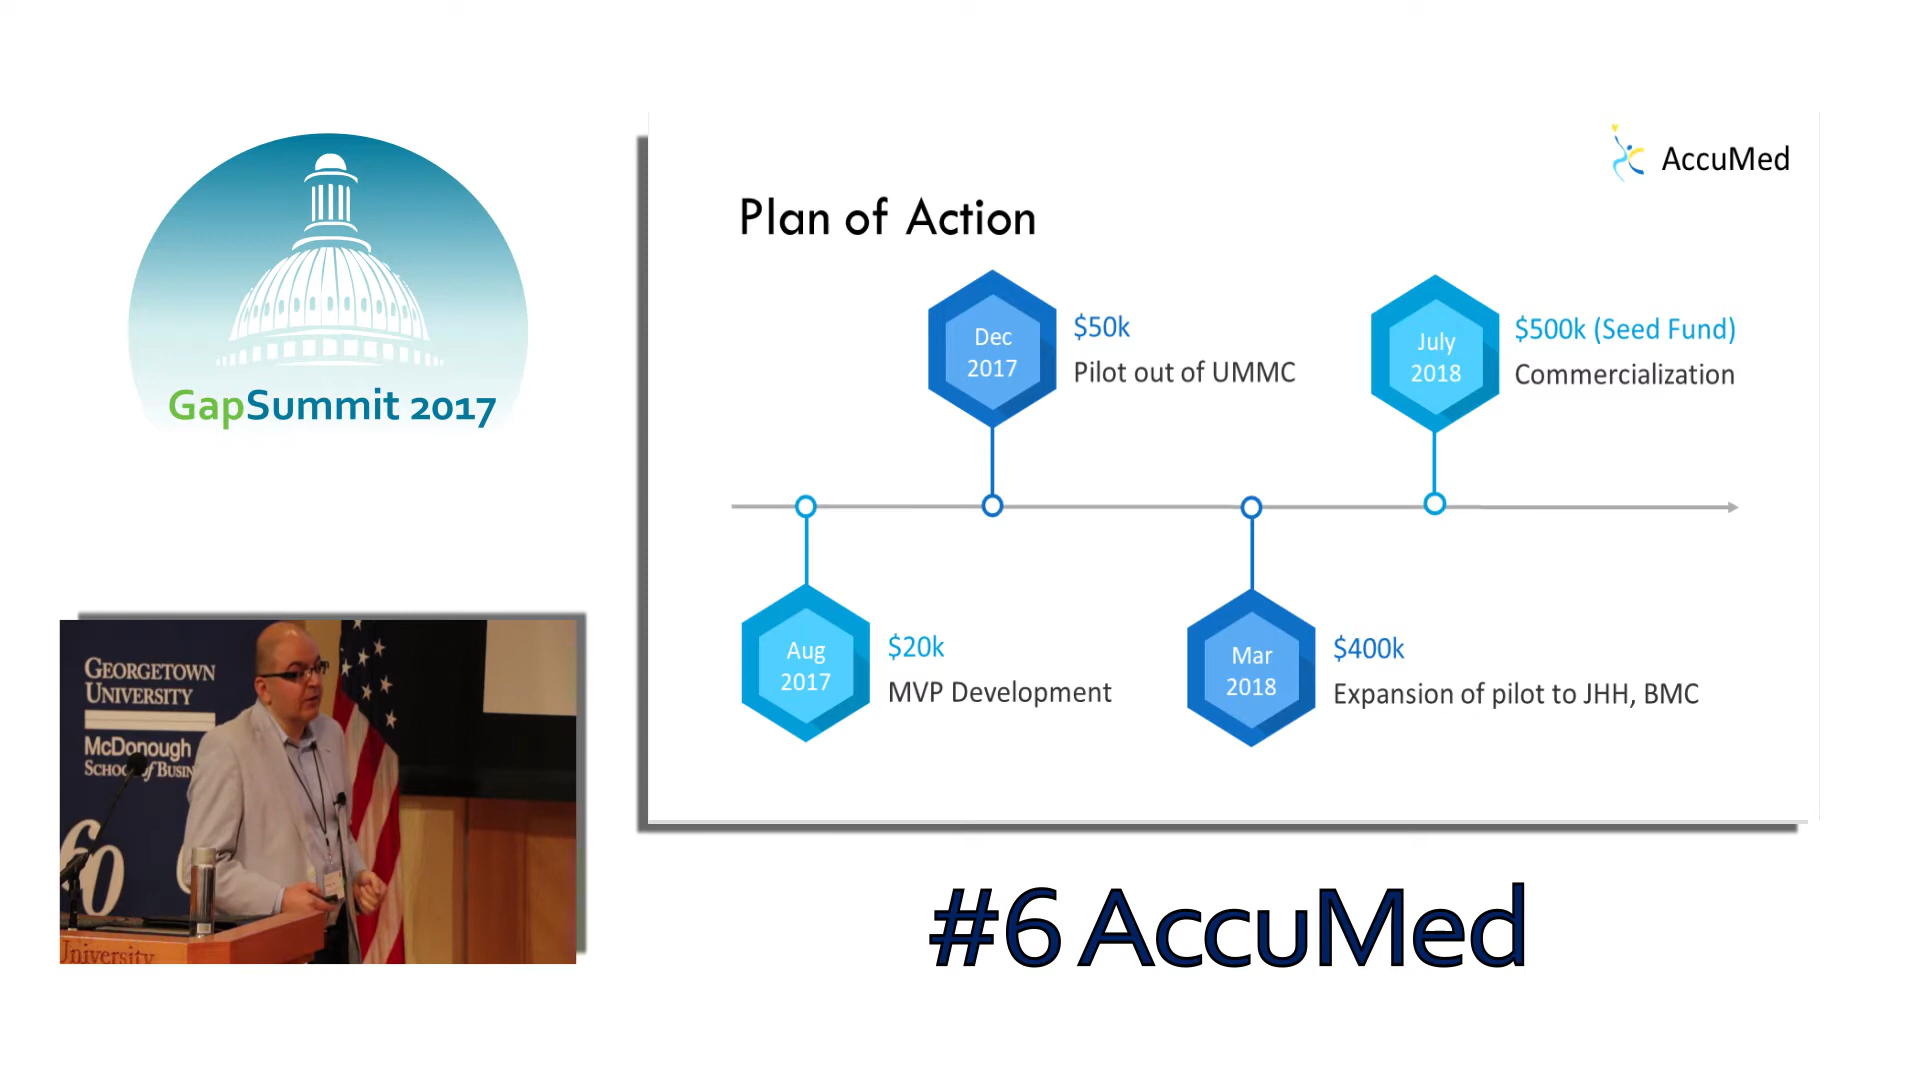 GapSummit 2017
AccuMed
Plan of Action
Dec
2017
$50k
Pilot out of UMMC
July
2018
$500k (Seed Fund)
Commercialization
Aug
2017
$20k
MVP Development
Mar
2018
$400k
Expansion of pilot to JHH, BMC
GEORGETOWN
UNIVERSITY
McDonough
University
#6 AccuMed